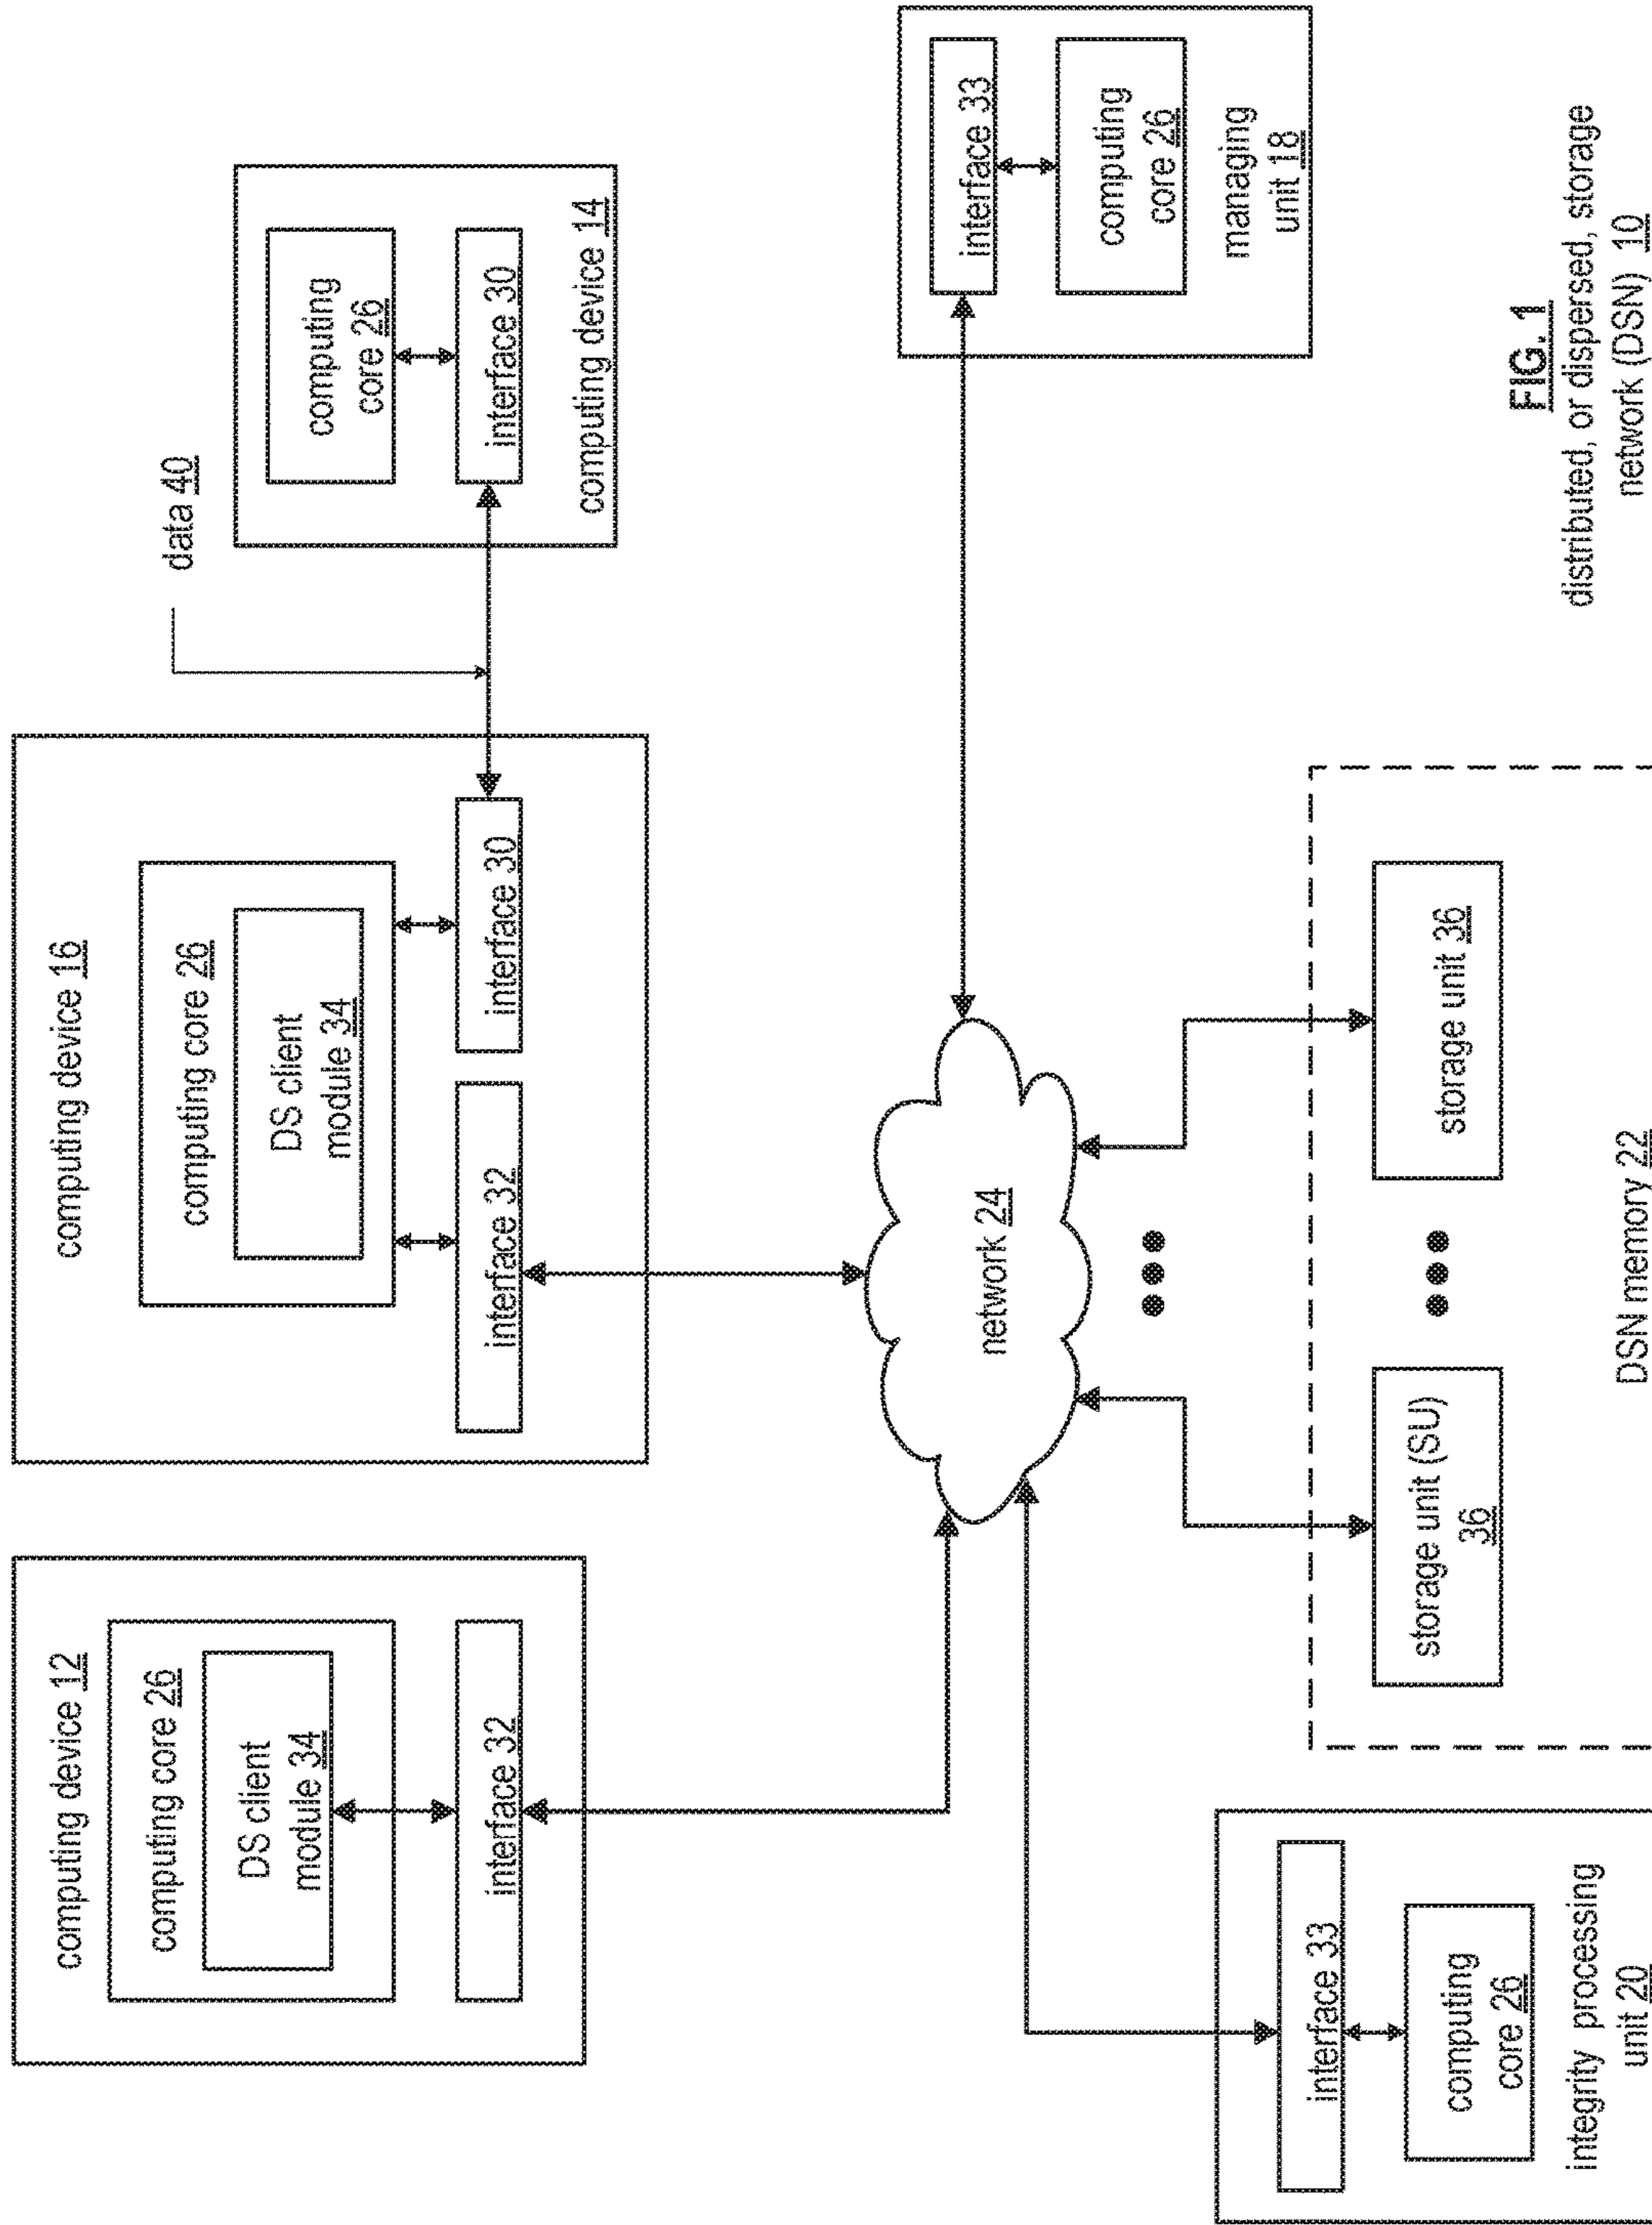 computing device 12
computing core 26
DS client
module 34
interface 32
computing device 16
computing core 26
DS client
module 34
interface 32
interface 30
data 40
computing
core 26
interface 30
computing device 14
network 24
interface 33
computing
core 26
managing
unit 18
interface 33
computing
core 26
integrity processing
unit 20
storage unit (SU)
36
storage unit 36
DSN memory 22
FIG. 1
distributed, or dispersed, storage
network (DSN) 10